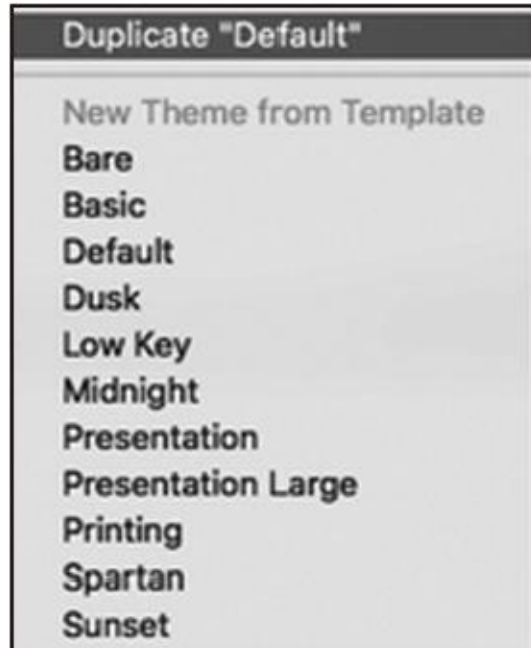 Duplicate "Default"
New Theme from Template
Bare
Basic
Default
Dusk
Low Key
Midnight
Presentation
Presentation Large
Printing
Spartan
Sunset